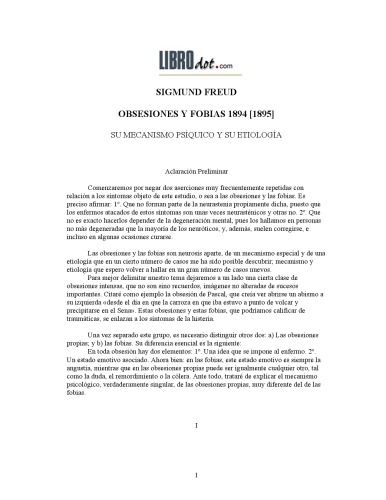 LIBROdot.com
SIGMUND FREUD
OBSESIONES Y FOBIAS 1894 [1895]
SU MECANISMO PSÍQUICO Y SU ETIOLOGÍA
Aclaración Preliminar
Comenzaremos por negar dos aserciones muy frecuentemente repetidas con
relación a los síntomas objeto de este estudio, o sea a las obsesiones y las fobias. Es
preciso afirmar: 1º. Que no forman parte de la neurastenia propiamente dicha, puesto que
los enfermos atacados de estos síntomas son unas veces neurasténicos y otras no. 2º. Que
no es exacto hacerlos depender de la degeneración mental, pues los hallamos en personas
no más degeneradas que la mayoría de los neuróticos, y, además, suelen corregirse, e
incluso en algunas ocasiones curarse.
Las obsesiones y las fobias son neurosis aparte, de un mecanismo especial y de una
etiología que en un cierto número de casos me ha sido posible descubrir; mecanismo y
etiología que espero volver a hallar en un gran número de casos nuevos.
Para mejor delimitar nuestro tema dejaremos a un lado una cierta clase de
obsesiones intensas, que no son sino recuerdos, imágenes no alteradas de sucesos
importantes. Citaré como ejemplo la obsesión de Pascal, que creía ver abrirse un abismo a
su izquierda «desde el día en que la carroza en que iba estuvo a punto de volcar y
precipitarse en el Sena». Estas obsesiones y estas fobias, que podríamos calificar de
traumáticas, se enlazan a los síntomas de la histeria.
Una vez separado este grupo, es necesario distinguir otros dos: a) Las obsesiones
propias; y b) las fobias. Su diferencia esencial es la siguiente:
En toda obsesión hay dos elementos: 1º. Una idea que se impone al enfermo. 2º.
Un estado emotivo asociado. Ahora bien: en las fobias, este estado emotivo es siempre la
angustia, mientras que en las obsesiones propias puede ser igualmente cualquier otro, tal
como la duda, el remordimiento o la cólera. Ante todo, trataré de explicar el mecanismo
psicológico, verdaderamente singular, de las obsesiones propias, muy diferente del de las
fobias.
I
1